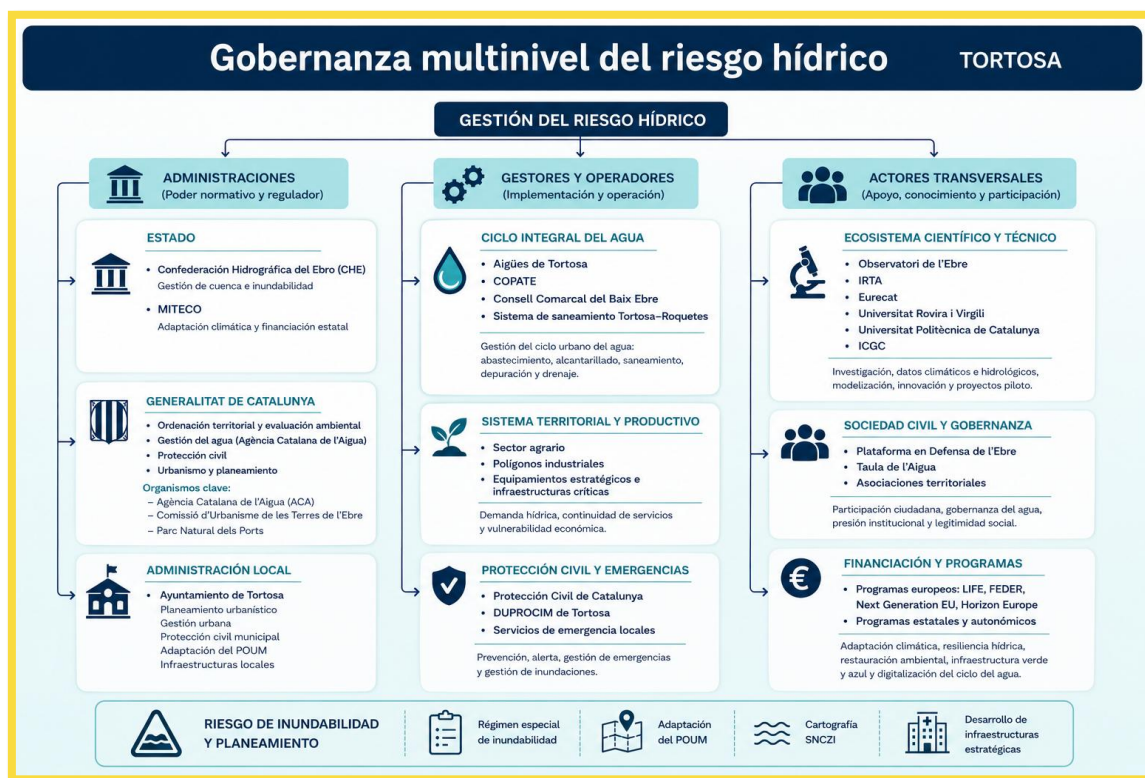 Gobernanza multinivel del riesgo hídrico
TORTOSA
GESTIÓN DEL RIESGO HÍDRICO
ADMINISTRACIONES
(Poder normativo y regulador)
ESTADO
• Confederación Hidrográfica del Ebro (CHE)
Gestión de cuenca e inundabilidad
• MITECO
Adaptación climática y financiación estatal
GENERALITAT DE CATALUNYA
• Ordenación territorial y evaluación ambiental
• Gestión del agua (Agència Catalana de l'Aigua)
• Protección civil
• Urbanismo y planeamiento
Organismos clave:
– Agència Catalana de l'Aigua (ACA)
– Comissió d'Urbanisme de les Terres de l'Ebre
– Parc Natural dels Ports
ADMINISTRACIÓN LOCAL
• Ayuntamiento de Tortosa
Planeamiento urbanístico
Gestión urbana
Protección civil municipal
Adaptación del POUM
Infraestructuras locales
GESTORES Y OPERADORES
(Implementación y operación)
CICLO INTEGRAL DEL AGUA
• Aigües de Tortosa
• COPATE
• Consell Comarcal del Baix Ebre
• Sistema de saneamiento Tortosa–Roquetes
Gestión del ciclo urbano del agua:
abastecimiento, alcantarillado, saneamiento,
depuración y drenaje.
SISTEMA TERRITORIAL Y PRODUCTIVO
• Sector agrario
• Polígonos industriales
• Equipamientos estratégicos e
infraestructuras críticas
Demanda hídrica, continuidad de servicios
y vulnerabilidad económica.
PROTECCIÓN CIVIL Y EMERGENCIAS
• Protección Civil de Catalunya
• DUPROCIM de Tortosa
• Servicios de emergencia locales
Prevención, alerta, gestión de emergencias
y gestión de inundaciones.
ACTORES TRANSVERSALES
(Apoyo, conocimiento y participación)
ECOSISTEMA CIENTÍFICO Y TÉCNICO
• Observatori de l'Ebre
• IRTA
• Eurecat
• Universitat Rovira i Virgili
• Universitat Politècnica de Catalunya
• ICGC
Investigación, datos climáticos e hidrológicos,
modelización, innovación y proyectos piloto.
SOCIEDAD CIVIL Y GOBERNANZA
• Plataforma en Defensa de l'Ebre
• Taula de l'Aigua
• Asociaciones territoriales
Participación ciudadana, gobernanza del agua,
presión institucional y legitimidad social.
FINANCIACIÓN Y PROGRAMAS
€
• Programas europeos: LIFE, FEDER,
Next Generation EU, Horizon Europe
• Programas estatales y autonómicos
Adaptación climática, resiliencia hídrica,
restauración ambiental, infraestructura verde
y azul y digitalización del ciclo del agua.
RIESGO DE INUNDABILIDAD
Y PLANEAMIENTO
Régimen especial
de inundabilidad
Adaptación
del POUM
Cartografía
SNCZI
Desarrollo de
infraestructuras
estratégicas